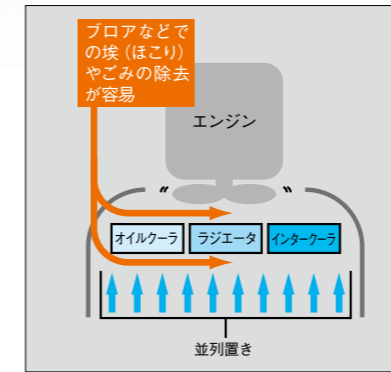 ブロアなどで
の埃（ほこり）
やごみの除去
が容易
エンジン
オイルクーラ ラジエータ インタークーラ
並列置き